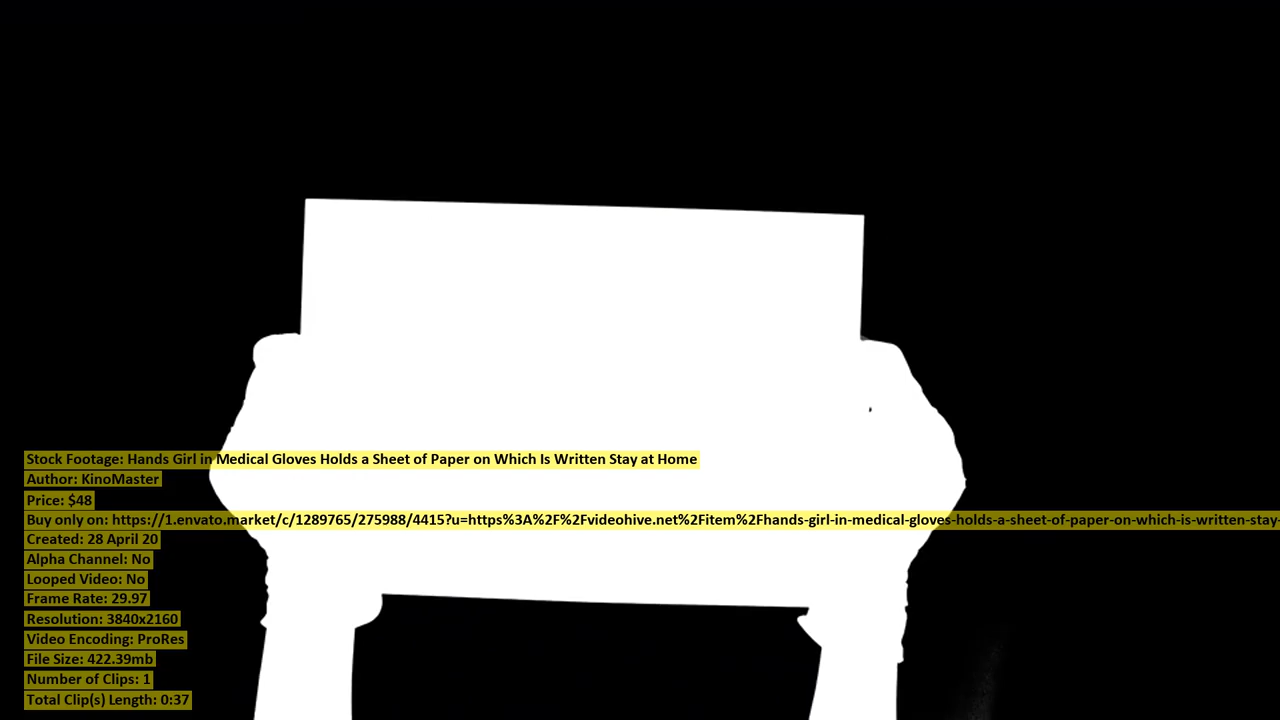 Stock Footage: Hands Girl in Medical Gloves Holds a Sheet of Paper on Which Is Written Stay at Home
Author: KinoMaster
Price: $48
Buy only on: https://1.envato.market/c/1289765/275988/4415?u=https%3A%2F%2Fvideohive.net%2Fitem%2Fhands-girl-in-medical-gloves-holds-a-sheet-of-paper-on-which-is-written-stay-
Created: 28 April 20
Alpha Channel: No
Looped Video: No
Frame Rate: 29.97
Resolution: 3840x2160
Video Encoding: ProRes
File Size: 422.39mb
Number of Clips: 1
Total Clip(s) Length: 0:37